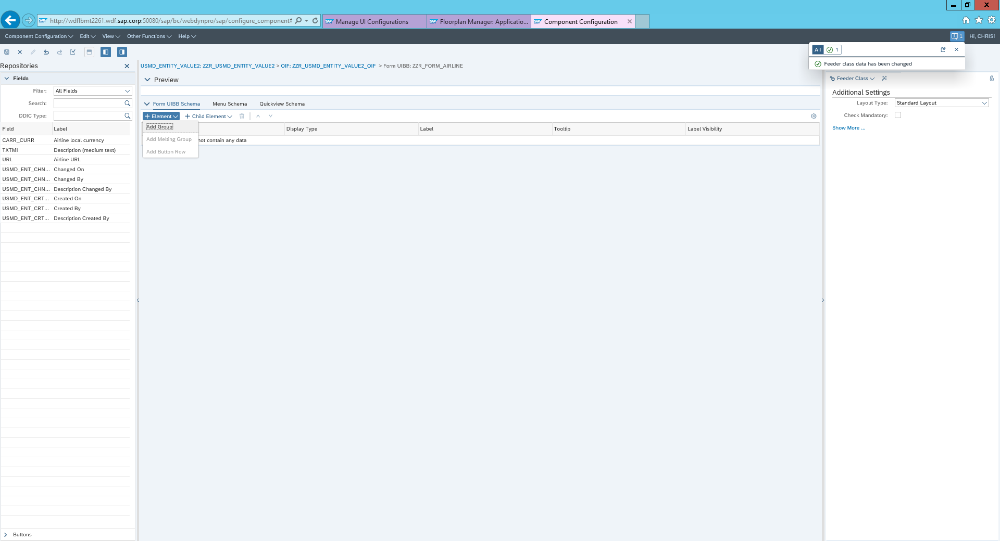 http://wdflbmt2261.wdf.sap.corp:50080/sap/bc/webdynpro/sap/configure_component#
SAP Manage UI Configurations
SAP Floorplan Manager: Applicatio...
SAP Component Configuration
Component Configuration Edit View Other Functions Help
1 Hi, CHRIS!
All 1
Feeder class data has been changed
Repositories
Fields
Filter: All Fields
Search:
DDIC Type:
Field Label
CARR_CURR Airline local currency
TXTMI Description (medium text)
URL Airline URL
USMD_ENT_CHN... Changed On
USMD_ENT_CHN... Changed By
USMD_ENT_CHN... Description Changed By
USMD_ENT_CRT... Created On
USMD_ENT_CRT... Created By
USMD_ENT_CRT... Description Created By
Buttons
USMD_ENTITY_VALUE2: ZZR_USMD_ENTITY_VALUE2 > OIF: ZZR_USMD_ENTITY_VALUE2_OIF > Form UIBB: ZZR_FORM_AIRLINE
Preview
Form UIBB Schema Menu Schema Quickview Schema
Element Child Element
Add Group
Add Melting Group
Add Button Row
Display Type Label Tooltip Label Visibility
not contain any data
Feeder Class
Additional Settings
Layout Type: Standard Layout
Check Mandatory:
Show More ...